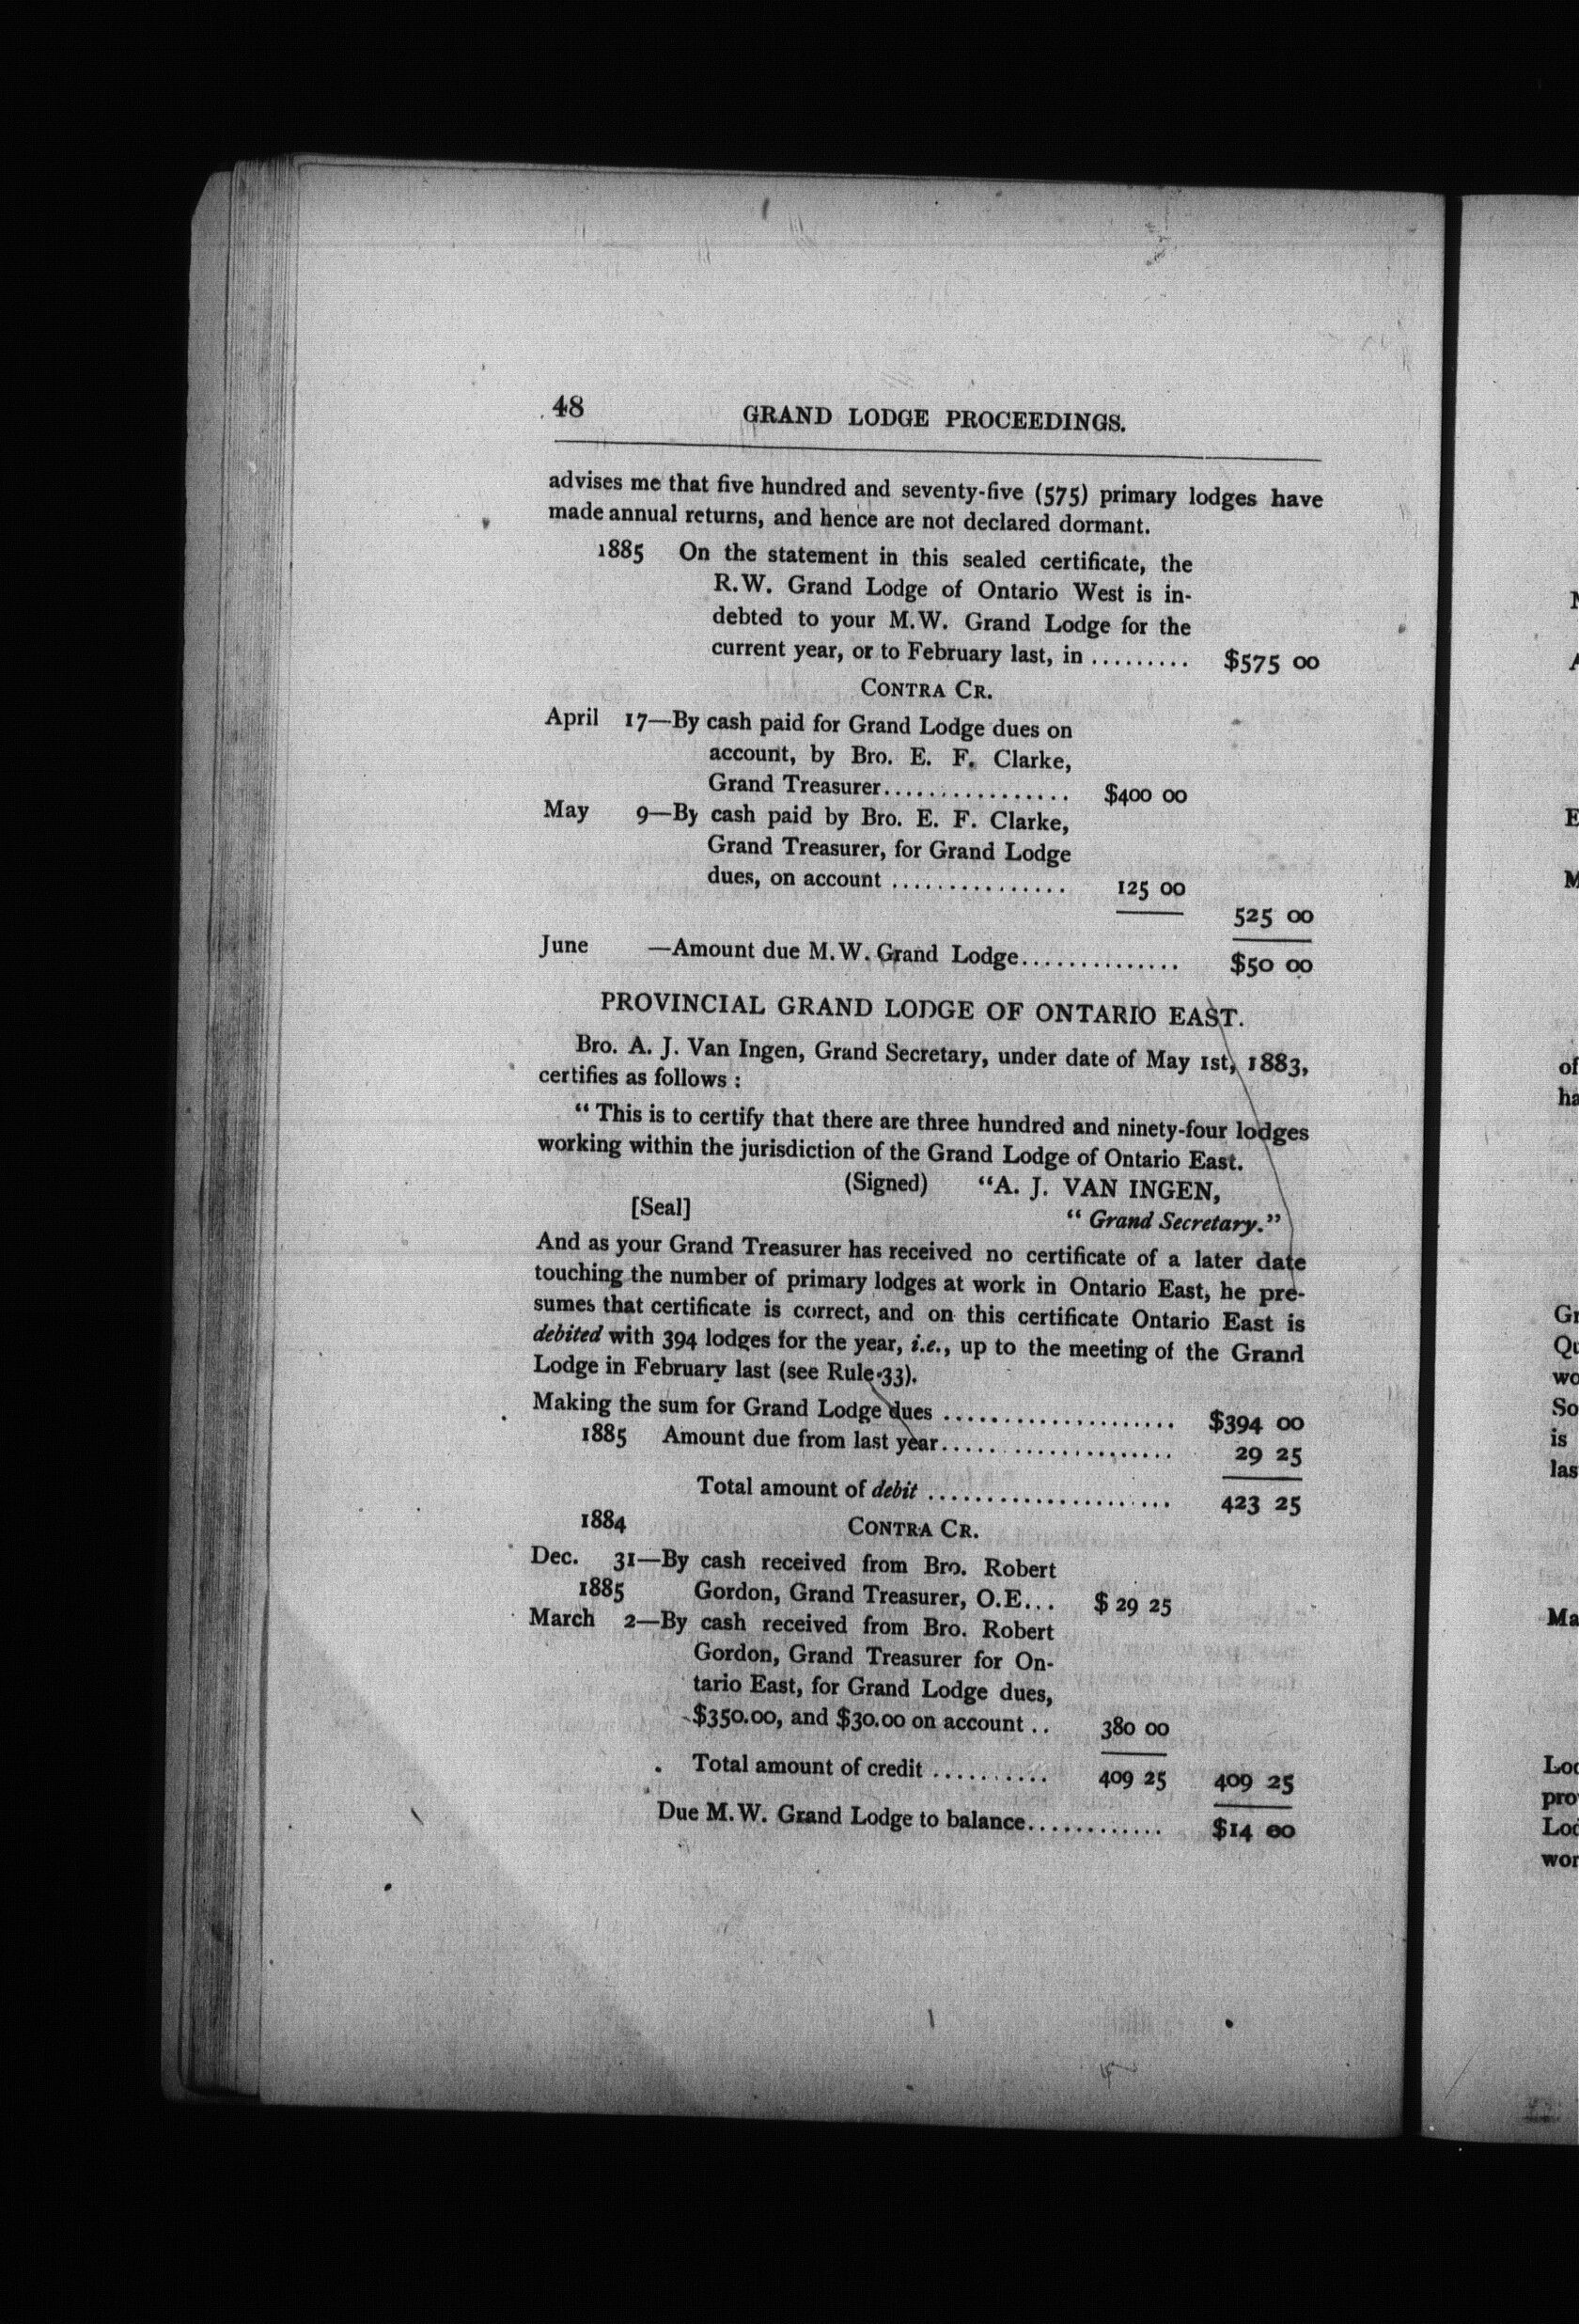 48 GRAND LODGE PROCEEDINGS.
advises me that five hundred and seventy-five (575) primary lodges have
made annual returns, and hence are not declared dormant.
1885 On the statement in this sealed certificate, the
R.W. Grand Lodge of Ontario West is in-
debted to your M.W. Grand Lodge for the
current year, or to February last, in ......... $575 00
CONTRA CR.
April 17—By cash paid for Grand Lodge dues on
account, by Bro. E. F. Clarke,
Grand Treasurer................ $400 00
May 9—By cash paid by Bro. E. F. Clarke,
Grand Treasurer, for Grand Lodge
dues, on account ............... 125 00
525 00
June —Amount due M.W. Grand Lodge.............. $50 00
PROVINCIAL GRAND LODGE OF ONTARIO EAST.
Bro. A. J. Van Ingen, Grand Secretary, under date of May 1st, 1883,
certifies as follows :
“ This is to certify that there are three hundred and ninety-four lodges
working within the jurisdiction of the Grand Lodge of Ontario East.
(Signed) “A. J. VAN INGEN,
[Seal] “ Grand Secretary.”
And as your Grand Treasurer has received no certificate of a later date
touching the number of primary lodges at work in Ontario East, he pre-
sumes that certificate is correct, and on this certificate Ontario East is
debited with 394 lodges for the year, i.e., up to the meeting of the Grand
Lodge in February last (see Rule 33).
Making the sum for Grand Lodge dues .................... $394 00
1885 Amount due from last year.................... 29 25
Total amount of debit ..................... 423 25
1884 CONTRA CR.
Dec. 31—By cash received from Bro. Robert
1885 Gordon, Grand Treasurer, O.E... $ 29 25
March 2—By cash received from Bro. Robert
Gordon, Grand Treasurer for On-
tario East, for Grand Lodge dues,
$350.00, and $30.00 on account .. 380 00
Total amount of credit .......... 409 25 409 25
Due M.W. Grand Lodge to balance............ $14 00